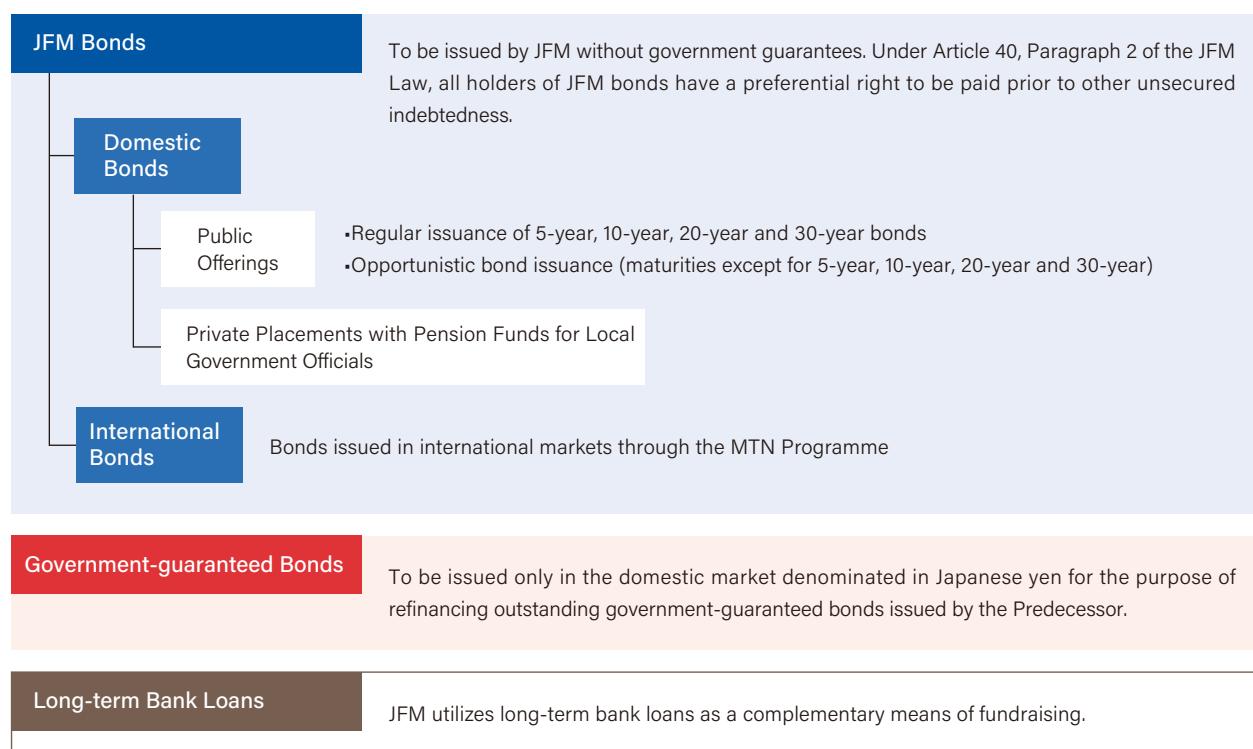 JFM Bonds
To be issued by JFM without government guarantees. Under Article 40, Paragraph 2 of the JFM
Law, all holders of JFM bonds have a preferential right to be paid prior to other unsecured
indebtedness.
Domestic
Bonds
Public
Offerings
▪Regular issuance of 5-year, 10-year, 20-year and 30-year bonds
▪Opportunistic bond issuance (maturities except for 5-year, 10-year, 20-year and 30-year)
Private Placements with Pension Funds for Local
Government Officials
International
Bonds
Bonds issued in international markets through the MTN Programme
Government-guaranteed Bonds
To be issued only in the domestic market denominated in Japanese yen for the purpose of
refinancing outstanding government-guaranteed bonds issued by the Predecessor.
Long-term Bank Loans
JFM utilizes long-term bank loans as a complementary means of fundraising.